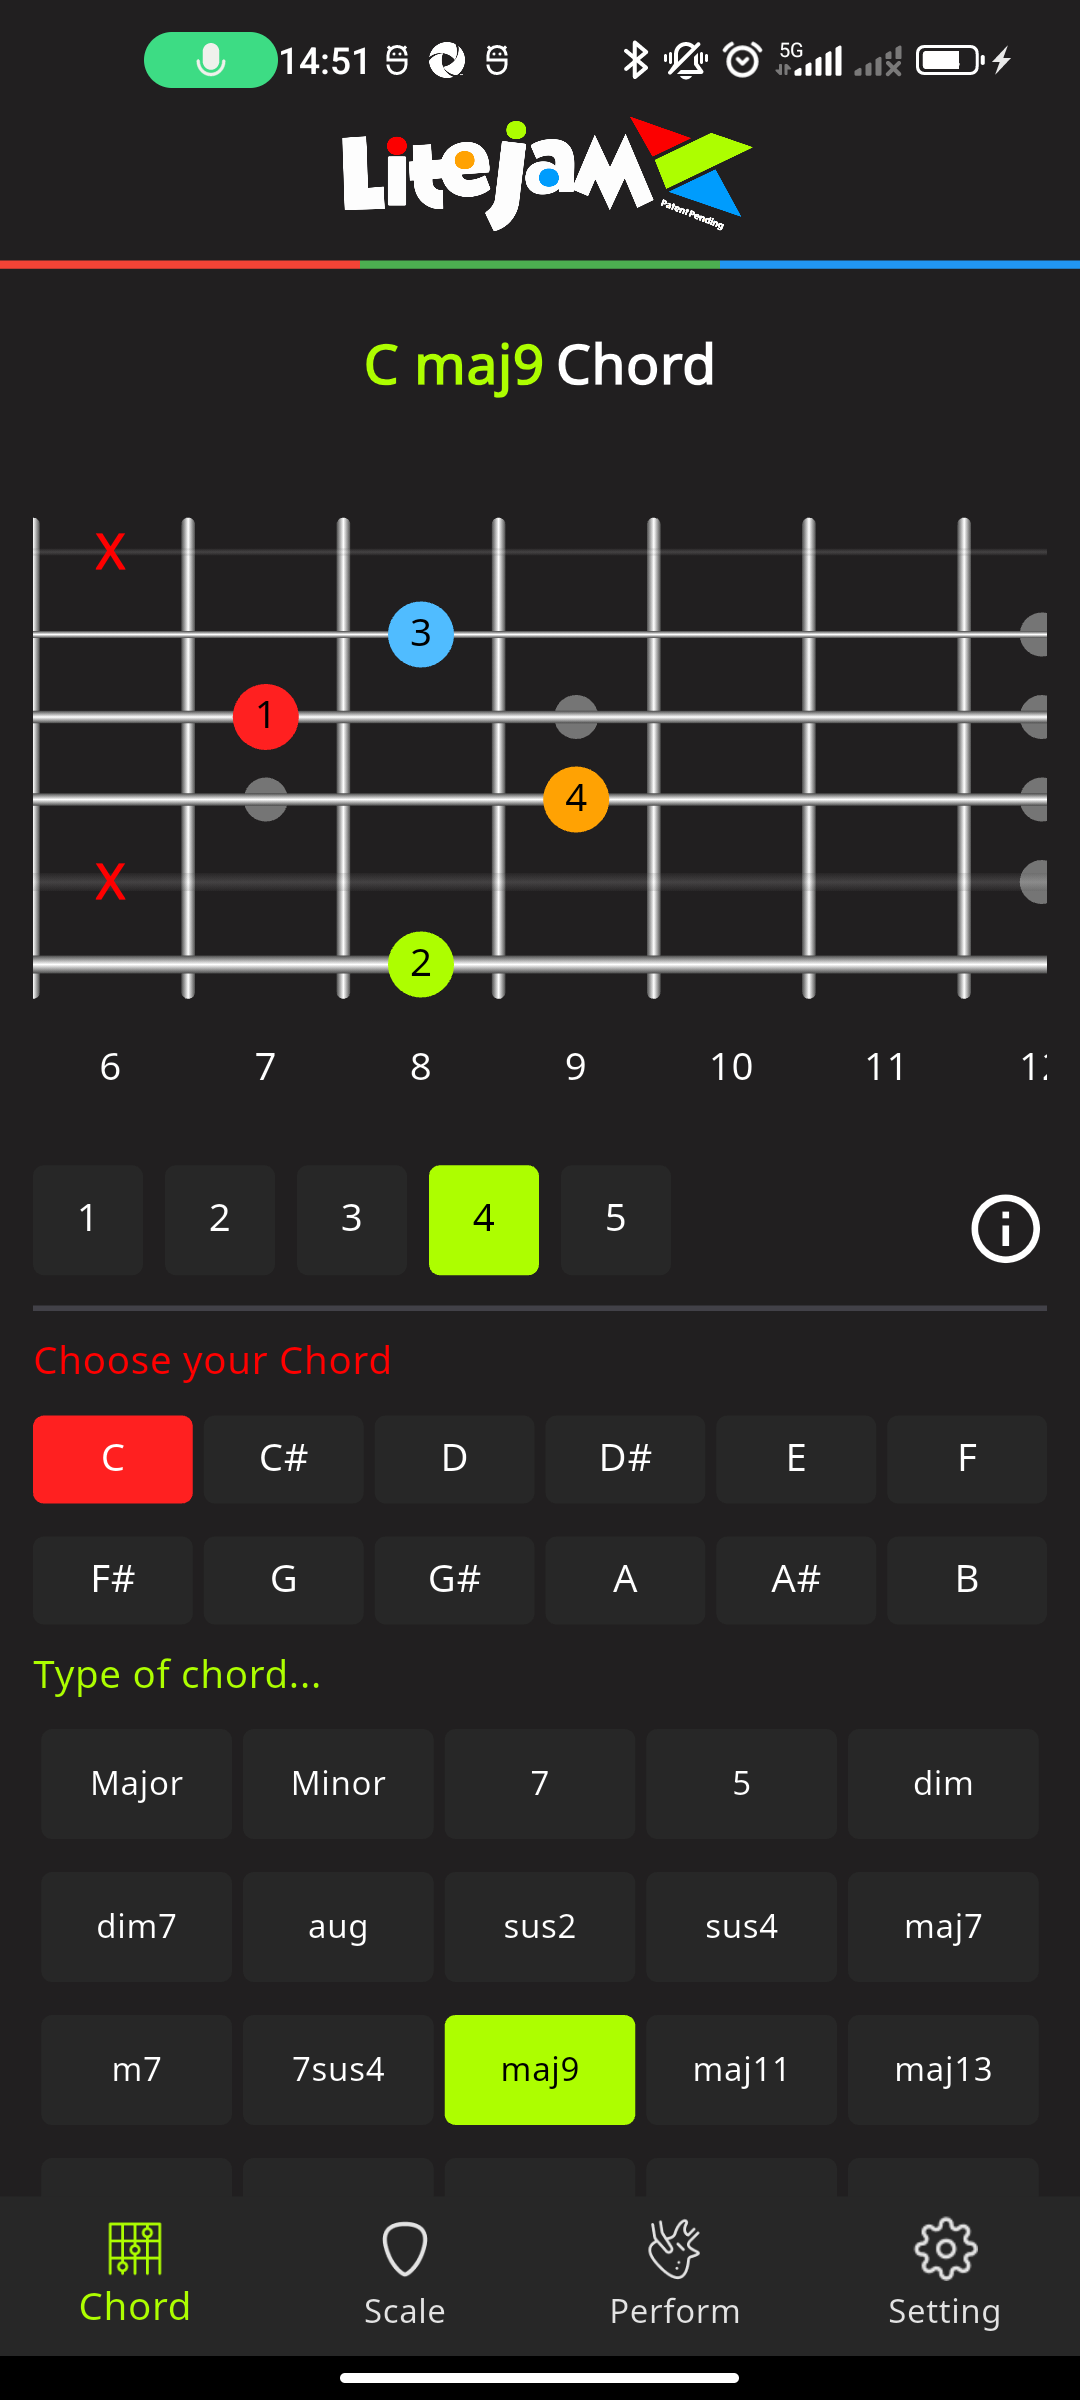 14:51
5G
Litejam
Patent Pending
C maj9 Chord
X
3
1
4
X
2
6 7 8 9 10 11 12
1 2 3 4 5
Choose your Chord
C C# D D# E F
F# G G# A A# B
Type of chord...
Major Minor 7 5 dim
dim7 aug sus2 sus4 maj7
m7 7sus4 maj9 maj11 maj13
Chord Scale Perform Setting